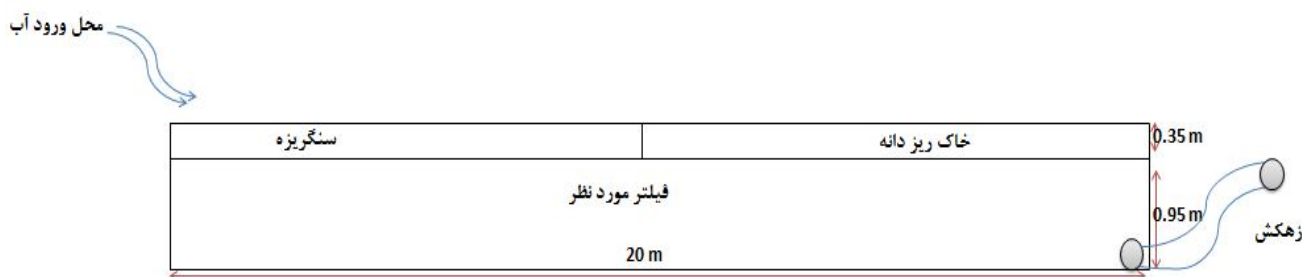 محل ورود آب
خاک ریز دانه
سنگریزه
0.35 m
فیلتر مورد نظر
0.95 m
زهکش
20 m